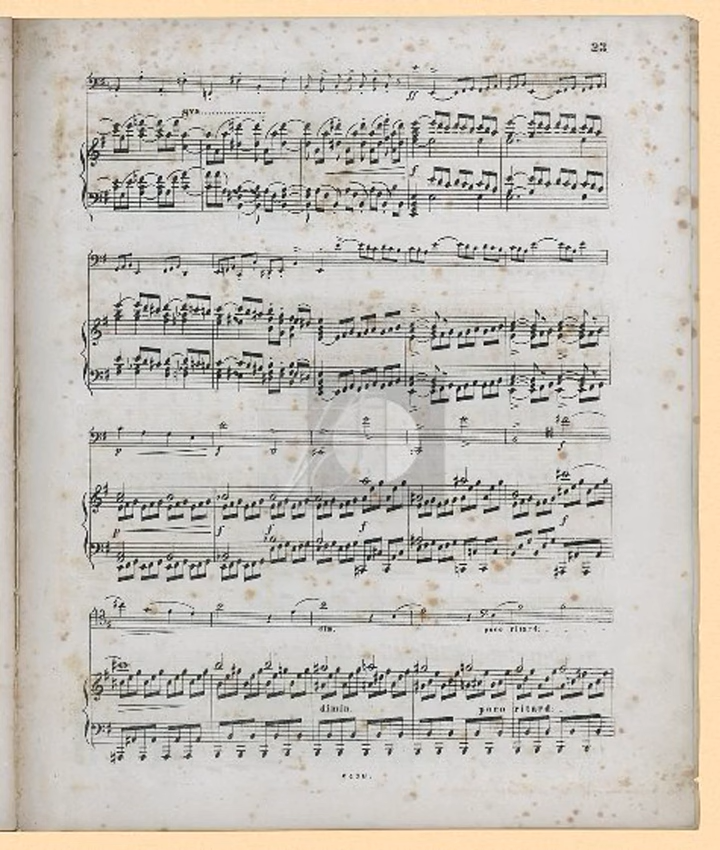 23
8va
ff
f
p f f
p f f f f
dim. poco ritard.
dimin. poco ritard.